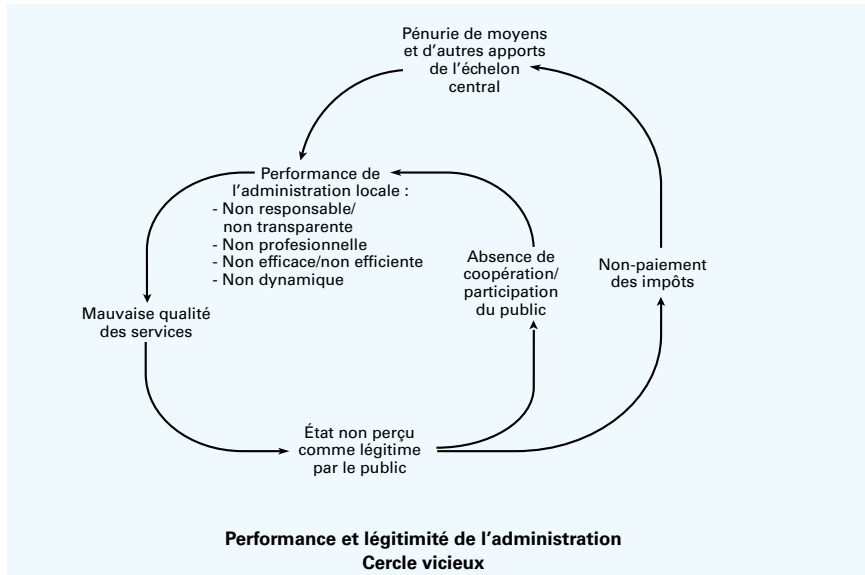 Pénurie de moyens
et d'autres apports
de l'échelon
central
Performance de
l'administration locale :
- Non responsable/
non transparente
- Non profesionnelle
- Non efficace/non efficiente
- Non dynamique
Absence de
coopération/
participation
du public
Non-paiement
des impôts
Mauvaise qualité
des services
État non perçu
comme légitime
par le public
Performance et légitimité de l'administration
Cercle vicieux